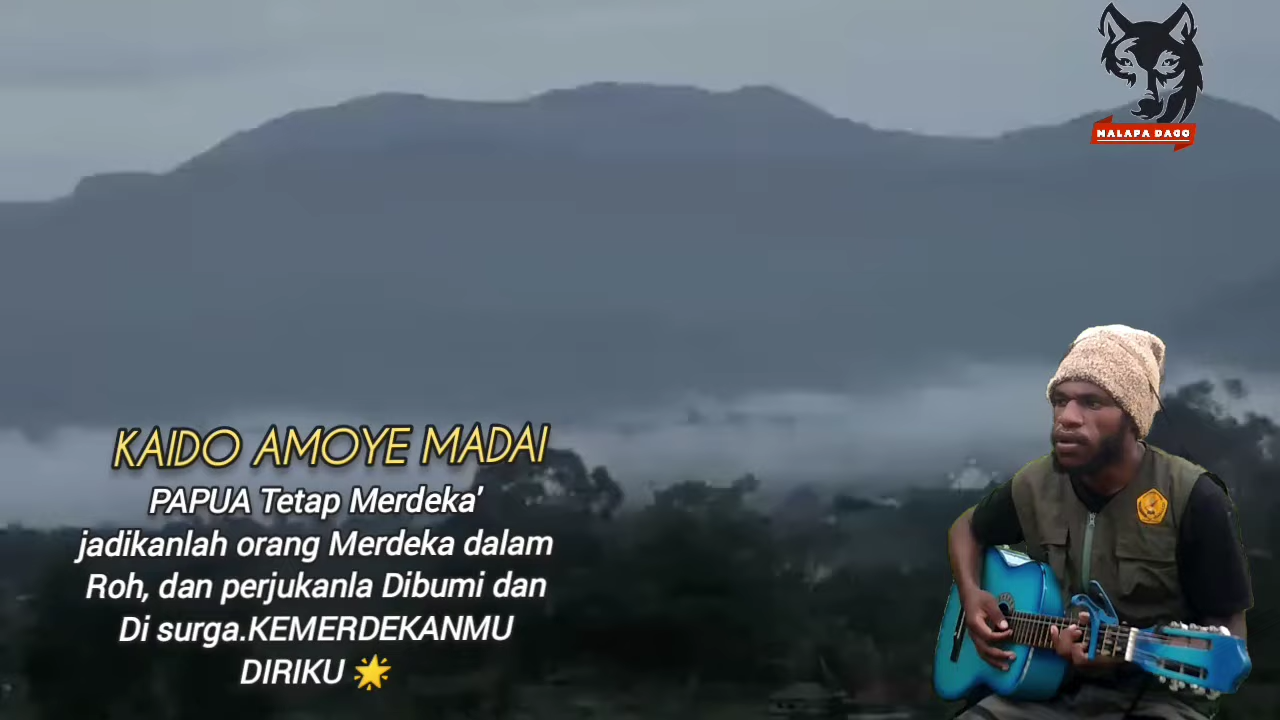 MALAPA DAGO
KAIDO AMOYE MADAI
PAPUA Tetap Merdeka'
jadikanlah orang Merdeka dalam
Roh, dan perjukanla Dibumi dan
Di surga.KEMERDEKANMU
DIRIKU